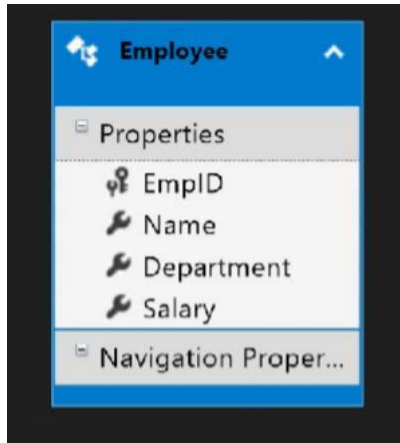 Employee
Properties
EmpID
Name
Department
Salary
Navigation Proper...